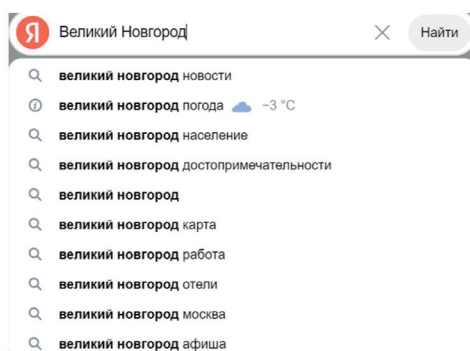 Я Великий Новгород Найти
великий новгород новости
великий новгород погода −3 °C
великий новгород население
великий новгород достопримечательности
великий новгород
великий новгород карта
великий новгород работа
великий новгород отели
великий новгород москва
великий новгород афиша